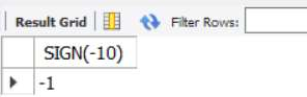 Result Grid Filter Rows:
SIGN(-10)
-1